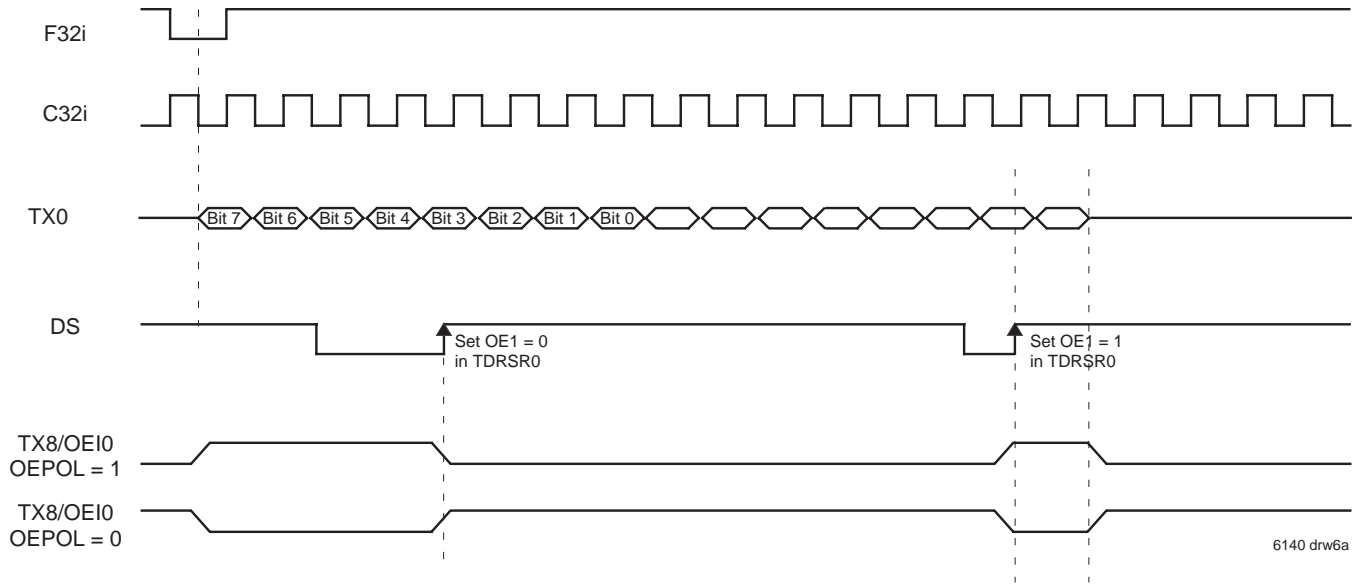 F32i
C32i
TX0
Bit 7 Bit 6 Bit 5 Bit 4 Bit 3 Bit 2 Bit 1 Bit 0
DS
Set OE1 = 0
in TDRSR0
Set OE1 = 1
in TDRSR0
TX8/OEI0
OEPOL = 1
TX8/OEI0
OEPOL = 0
6140 drw6a